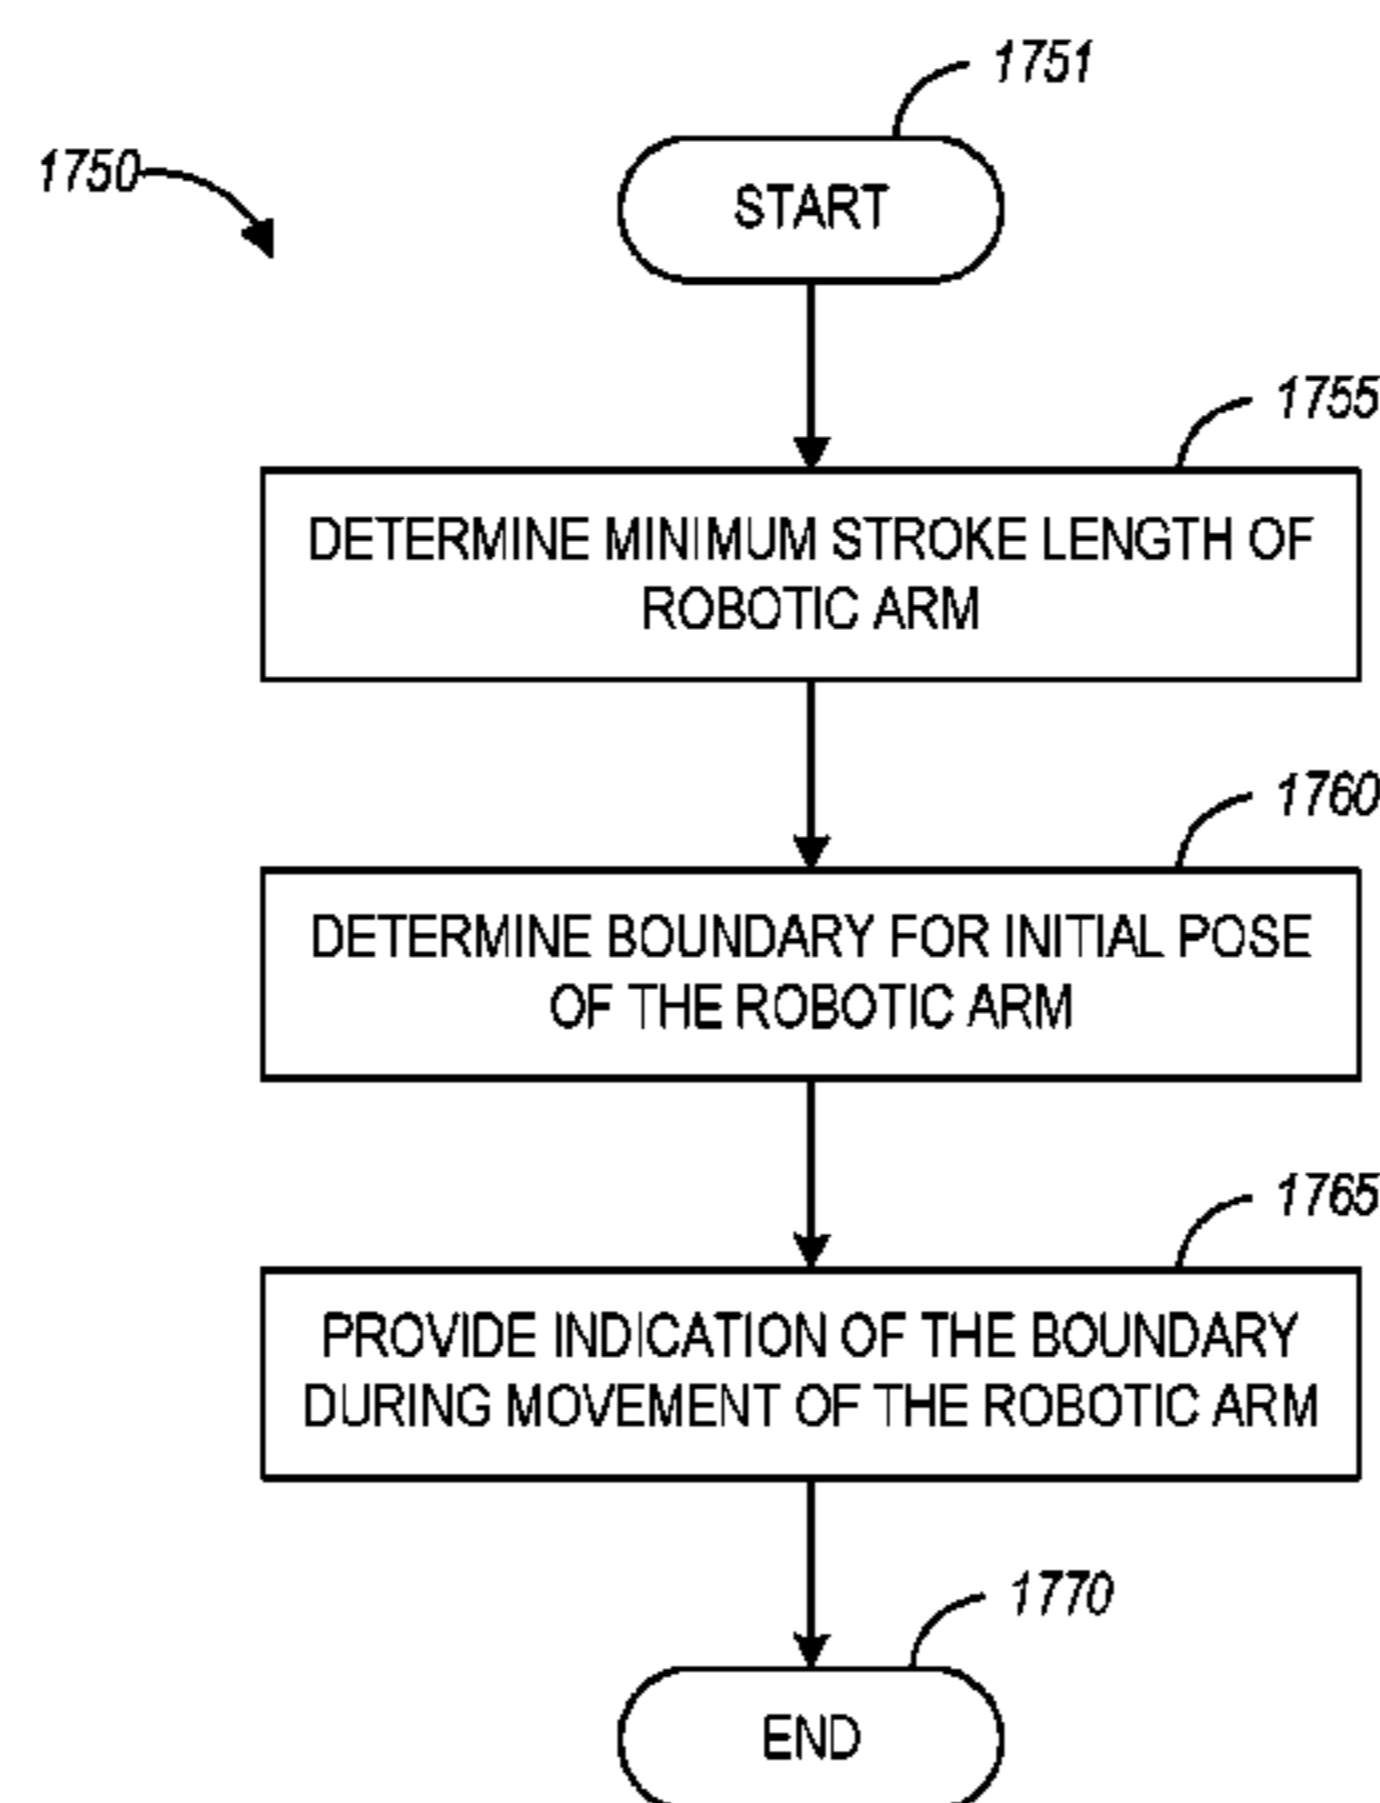 1751
1750
START
1755
DETERMINE MINIMUM STROKE LENGTH OF
ROBOTIC ARM
1760
DETERMINE BOUNDARY FOR INITIAL POSE
OF THE ROBOTIC ARM
1765
PROVIDE INDICATION OF THE BOUNDARY
DURING MOVEMENT OF THE ROBOTIC ARM
1770
END